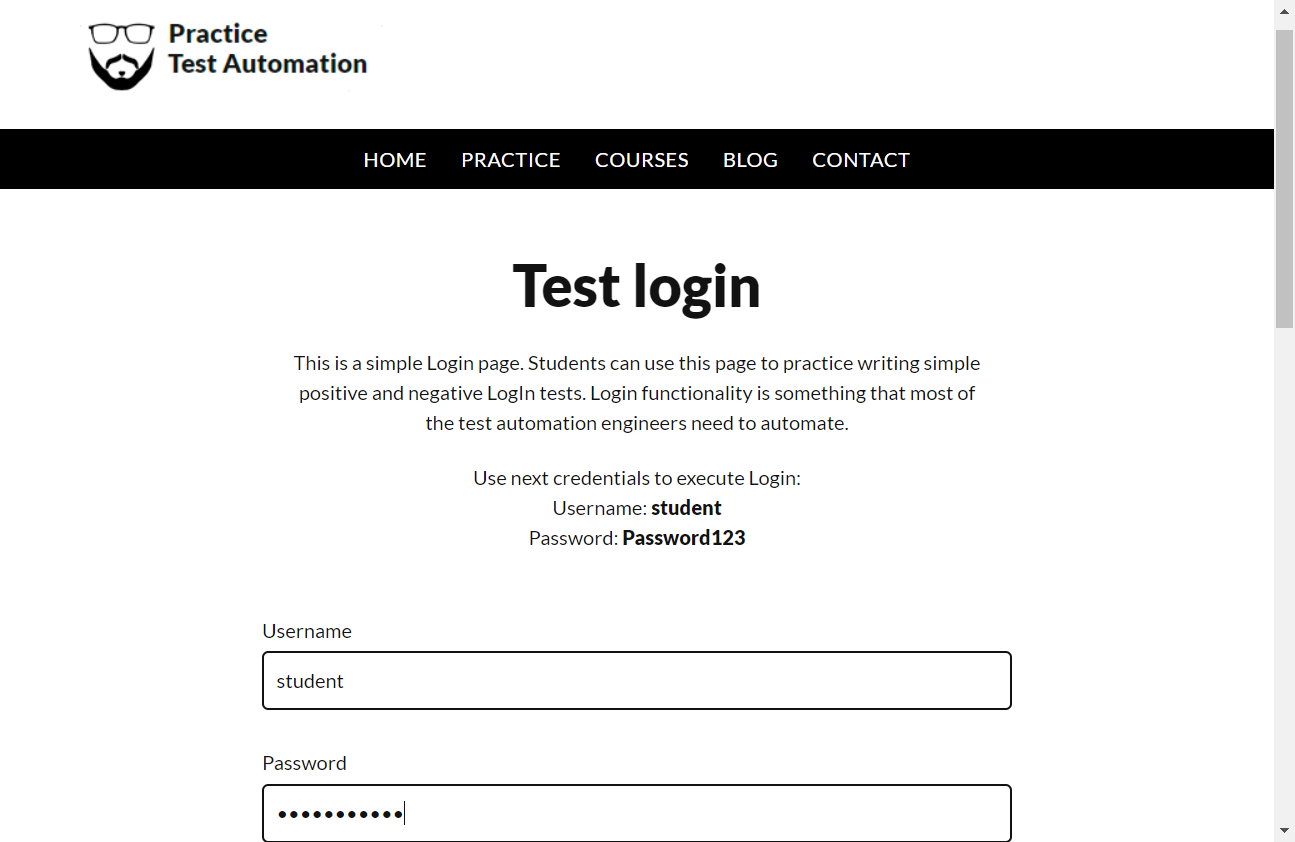 Practice
Test Automation
HOME PRACTICE COURSES BLOG CONTACT
Test login
This is a simple Login page. Students can use this page to practice writing simple
positive and negative LogIn tests. Login functionality is something that most of
the test automation engineers need to automate.
Use next credentials to execute Login:
Username: student
Password: Password123
Username
student
Password
•••••••••••